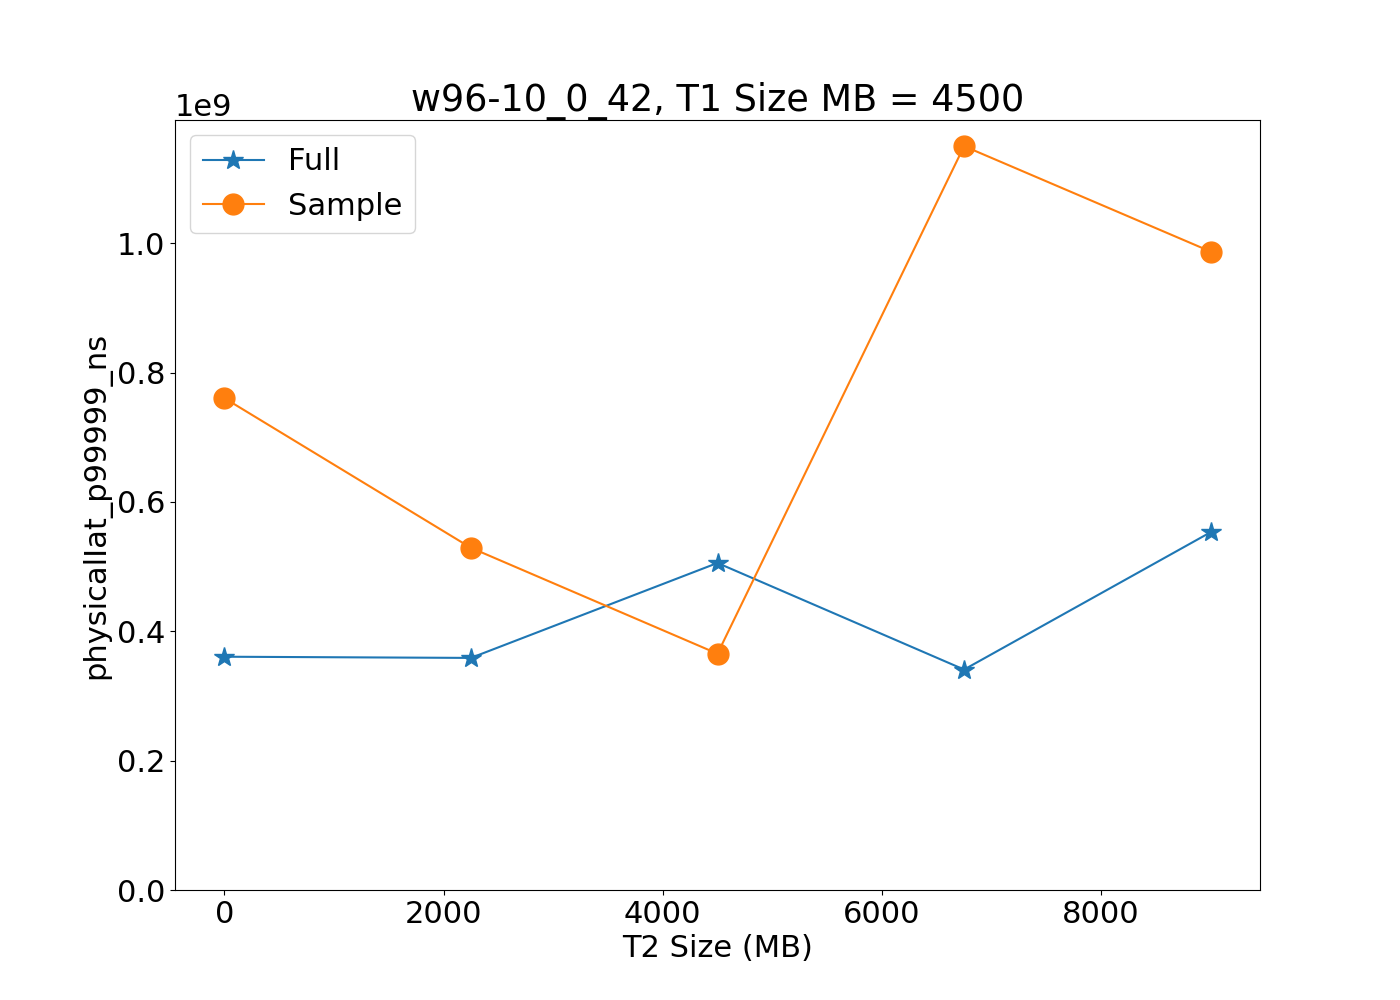 w96-10_0_42, T1 Size MB = 4500
1e9
Full
Sample
1.0
0.8
0.6
0.4
0.2
0.0
physicallat_p99999_ns
0 2000 4000 6000 8000
T2 Size (MB)